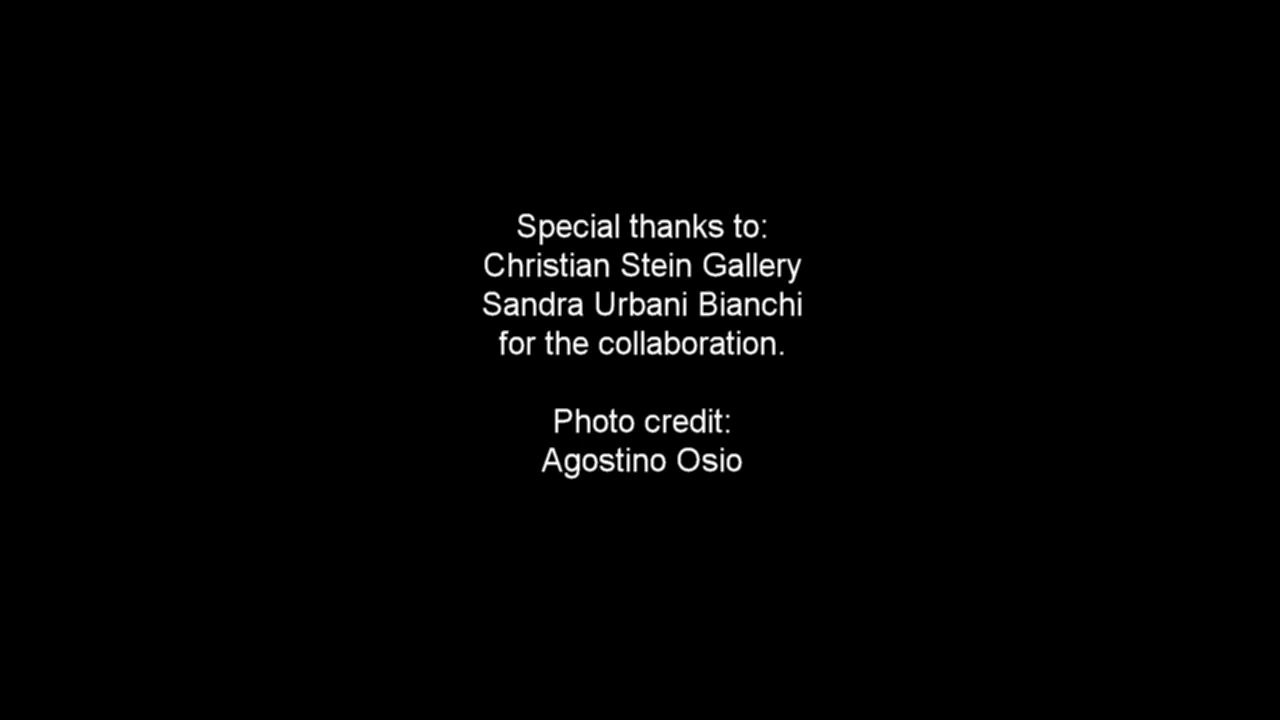 Special thanks to:
Christian Stein Gallery
Sandra Urbani Bianchi
for the collaboration.
Photo credit:
Agostino Osio